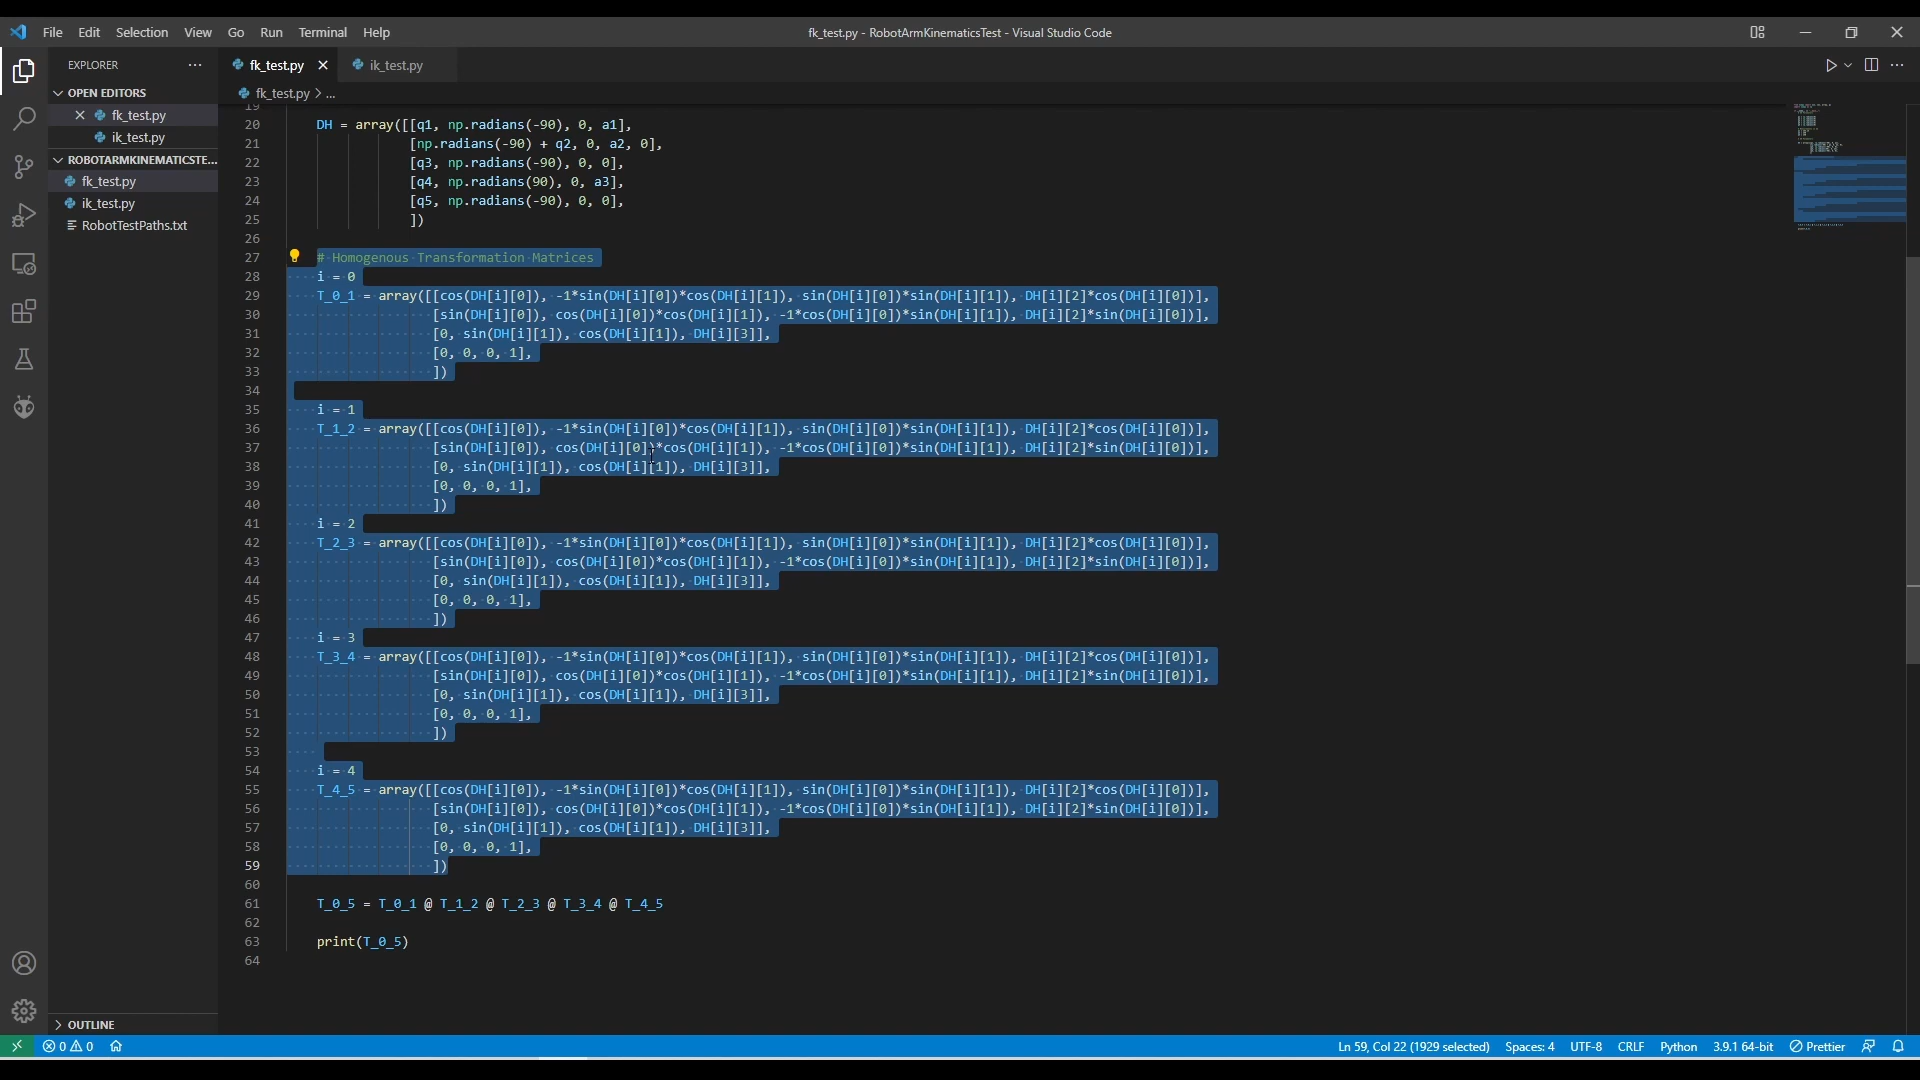 File Edit Selection View Go Run Terminal Help
fk_test.py - RobotArmKinematicsTest - Visual Studio Code
EXPLORER
OPEN EDITORS
fk_test.py
ik_test.py
ROBOTARMKINEMATICSTE...
fk_test.py
ik_test.py
RobotTestPaths.txt
OUTLINE
fk_test.py
ik_test.py
fk_test.py > ...
19
20 DH = array([[q1, np.radians(-90), 0, a1],
21 [np.radians(-90) + q2, 0, a2, 0],
22 [q3, np.radians(-90), 0, 0],
23 [q4, np.radians(90), 0, a3],
24 [q5, np.radians(-90), 0, 0],
25 ])
26
27 # Homogenous Transformation Matrices
28 i = 0
29 T_0_1 = array([[cos(DH[i][0]), -1*sin(DH[i][0])*cos(DH[i][1]), sin(DH[i][0])*sin(DH[i][1]), DH[i][2]*cos(DH[i][0])],
30 [sin(DH[i][0]), cos(DH[i][0])*cos(DH[i][1]), -1*cos(DH[i][0])*sin(DH[i][1]), DH[i][2]*sin(DH[i][0])],
31 [0, sin(DH[i][1]), cos(DH[i][1]), DH[i][3]],
32 [0, 0, 0, 1],
33 ])
34
35 i = 1
36 T_1_2 = array([[cos(DH[i][0]), -1*sin(DH[i][0])*cos(DH[i][1]), sin(DH[i][0])*sin(DH[i][1]), DH[i][2]*cos(DH[i][0])],
37 [sin(DH[i][0]), cos(DH[i][0])*cos(DH[i][1]), -1*cos(DH[i][0])*sin(DH[i][1]), DH[i][2]*sin(DH[i][0])],
38 [0, sin(DH[i][1]), cos(DH[i][1]), DH[i][3]],
39 [0, 0, 0, 1],
40 ])
41 i = 2
42 T_2_3 = array([[cos(DH[i][0]), -1*sin(DH[i][0])*cos(DH[i][1]), sin(DH[i][0])*sin(DH[i][1]), DH[i][2]*cos(DH[i][0])],
43 [sin(DH[i][0]), cos(DH[i][0])*cos(DH[i][1]), -1*cos(DH[i][0])*sin(DH[i][1]), DH[i][2]*sin(DH[i][0])],
44 [0, sin(DH[i][1]), cos(DH[i][1]), DH[i][3]],
45 [0, 0, 0, 1],
46 ])
47 i = 3
48 T_3_4 = array([[cos(DH[i][0]), -1*sin(DH[i][0])*cos(DH[i][1]), sin(DH[i][0])*sin(DH[i][1]), DH[i][2]*cos(DH[i][0])],
49 [sin(DH[i][0]), cos(DH[i][0])*cos(DH[i][1]), -1*cos(DH[i][0])*sin(DH[i][1]), DH[i][2]*sin(DH[i][0])],
50 [0, sin(DH[i][1]), cos(DH[i][1]), DH[i][3]],
51 [0, 0, 0, 1],
52 ])
53
54 i = 4
55 T_4_5 = array([[cos(DH[i][0]), -1*sin(DH[i][0])*cos(DH[i][1]), sin(DH[i][0])*sin(DH[i][1]), DH[i][2]*cos(DH[i][0])],
56 [sin(DH[i][0]), cos(DH[i][0])*cos(DH[i][1]), -1*cos(DH[i][0])*sin(DH[i][1]), DH[i][2]*sin(DH[i][0])],
57 [0, sin(DH[i][1]), cos(DH[i][1]), DH[i][3]],
58 [0, 0, 0, 1],
59 ])
60
61 T_0_5 = T_0_1 @ T_1_2 @ T_2_3 @ T_3_4 @ T_4_5
62
63 print(T_0_5)
64
0 0
Ln 59, Col 22 (1929 selected) Spaces: 4 UTF-8 CRLF Python 3.9.1 64-bit Prettier